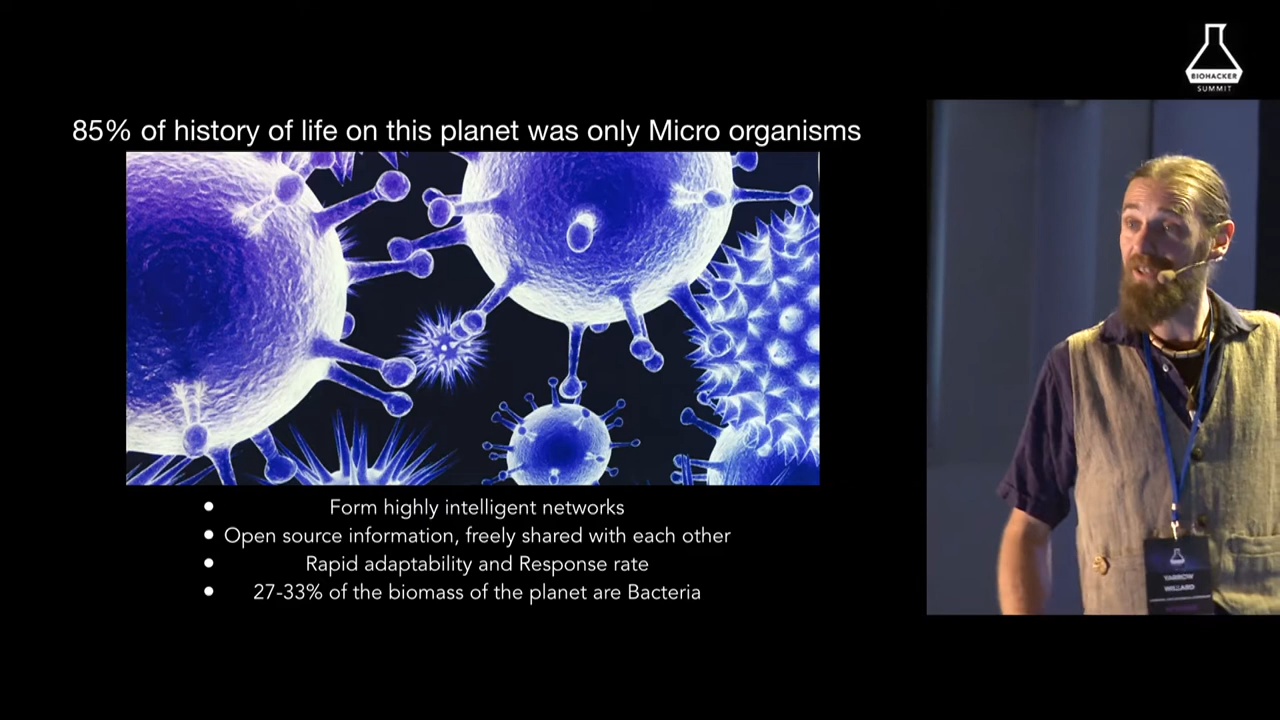 BIOHACKER
SUMMIT
85% of history of life on this planet was only Micro organisms
• Form highly intelligent networks
• Open source information, freely shared with each other
• Rapid adaptability and Response rate
• 27-33% of the biomass of the planet are Bacteria
YARROW
WILLARD